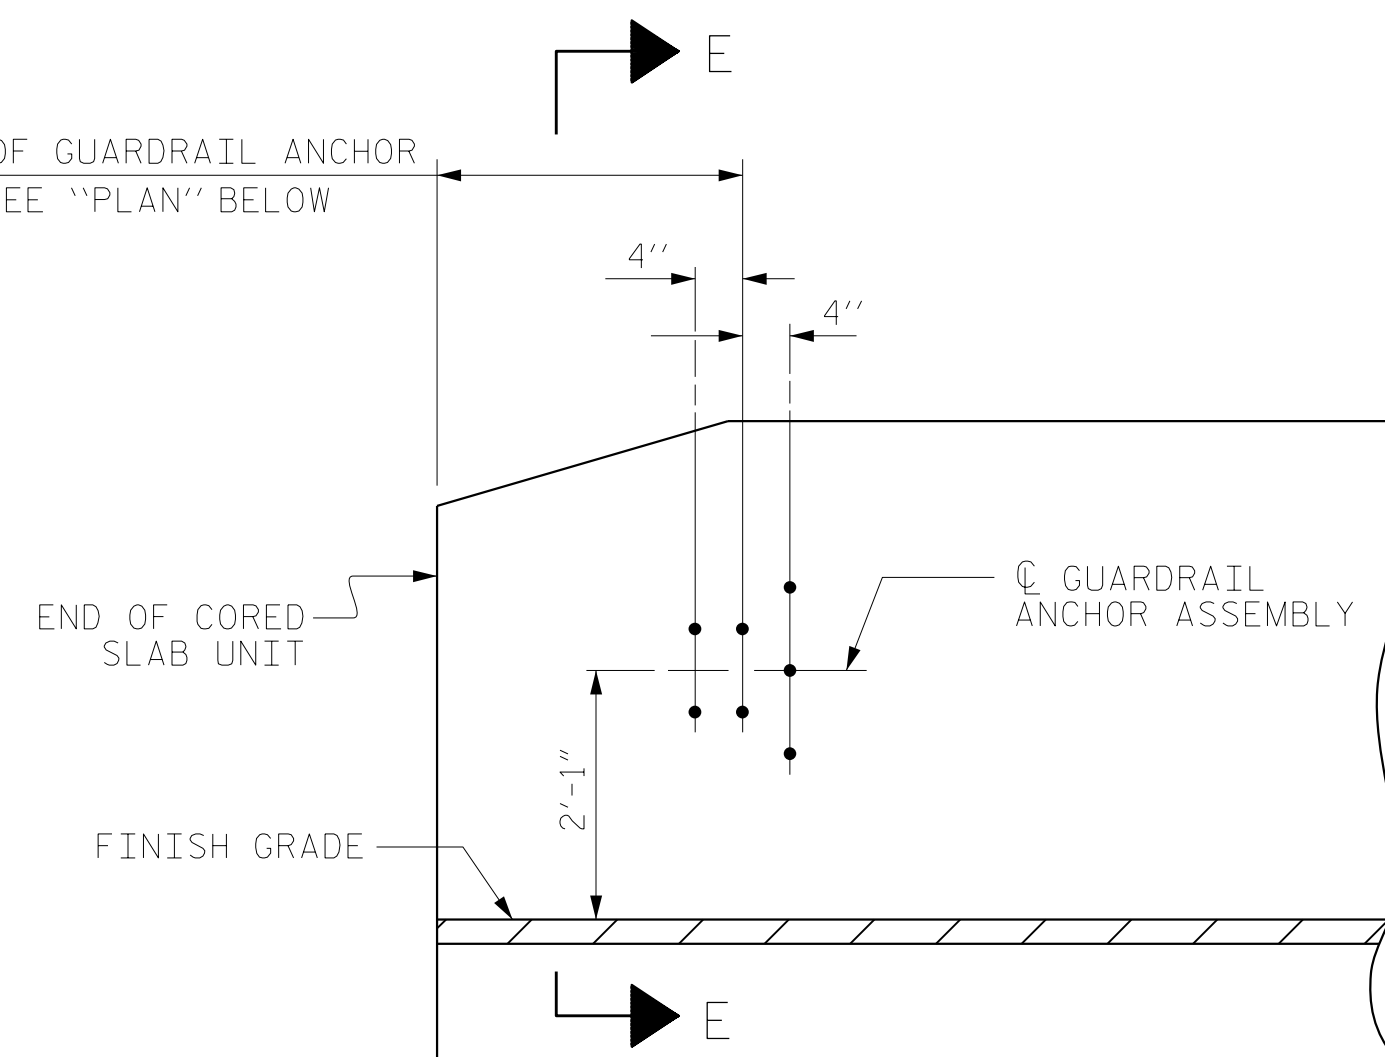 E
OF GUARDRAIL ANCHOR
EE "PLAN" BELOW
4"
4"
℄ GUARDRAIL
ANCHOR ASSEMBLY
END OF CORED
SLAB UNIT
2'-1"
FINISH GRADE
E